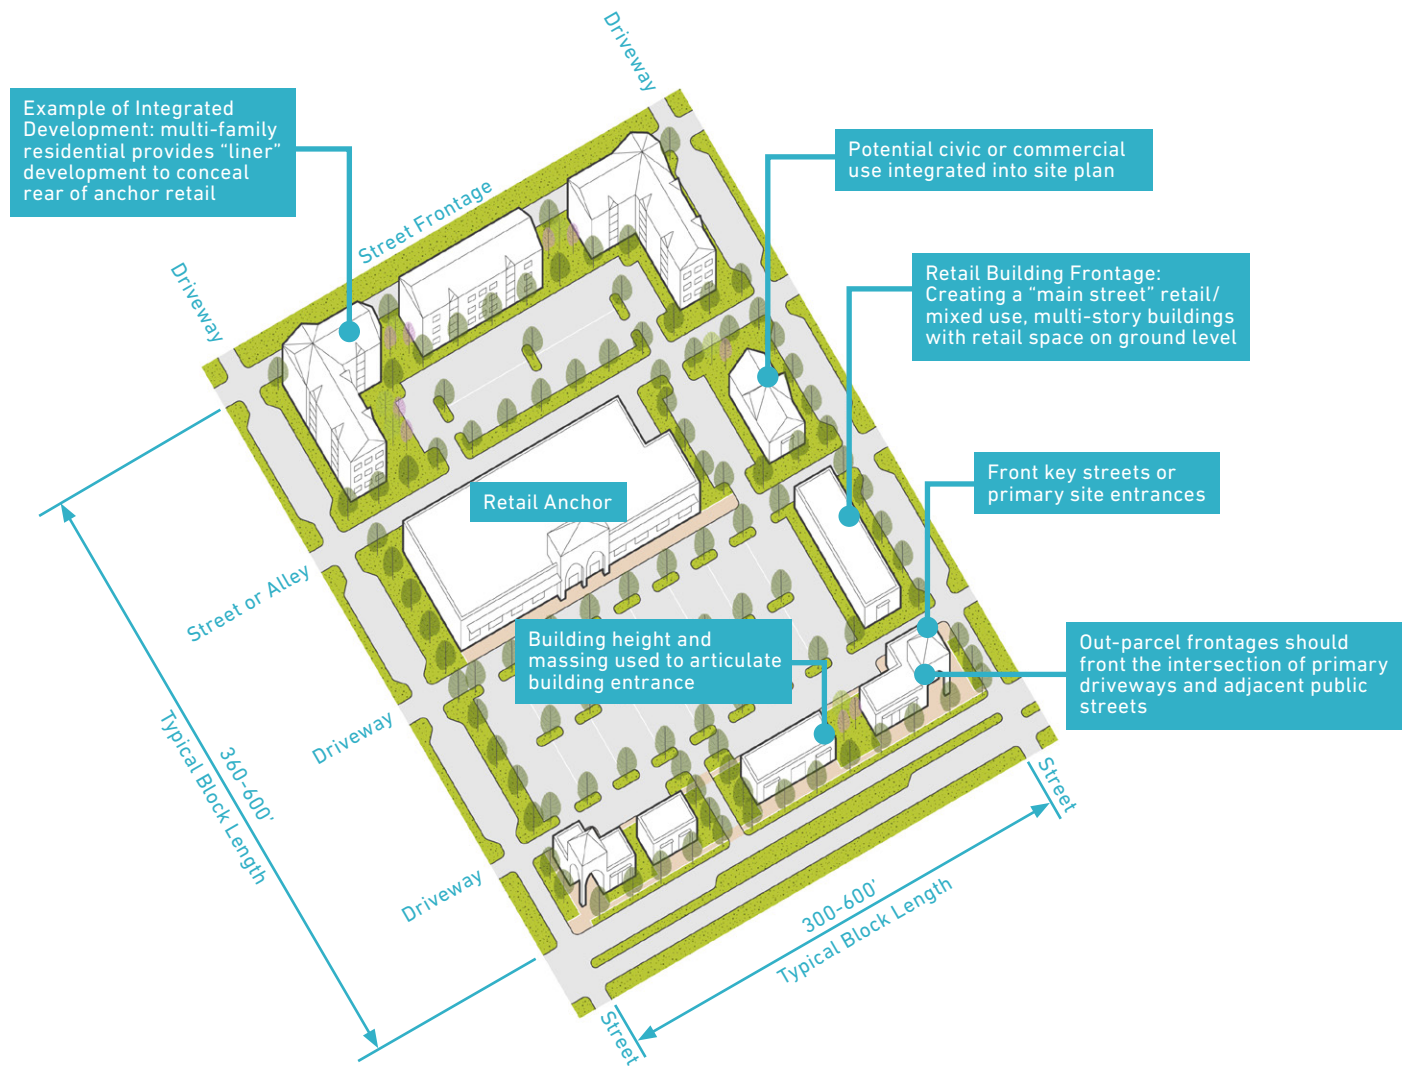 Driveway
Example of Integrated
Development: multi-family
residential provides “liner”
development to conceal
rear of anchor retail
Potential civic or commercial
use integrated into site plan
Street Frontage
Driveway
Retail Building Frontage:
Creating a “main street” retail/
mixed use, multi-story buildings
with retail space on ground level
Front key streets or
primary site entrances
Retail Anchor
Street or Alley
Building height and
massing used to articulate
building entrance
Out-parcel frontages should
front the intersection of primary
driveways and adjacent public
streets
Driveway
360-600’
Typical Block Length
Street
Driveway
300-600’
Typical Block Length
Street